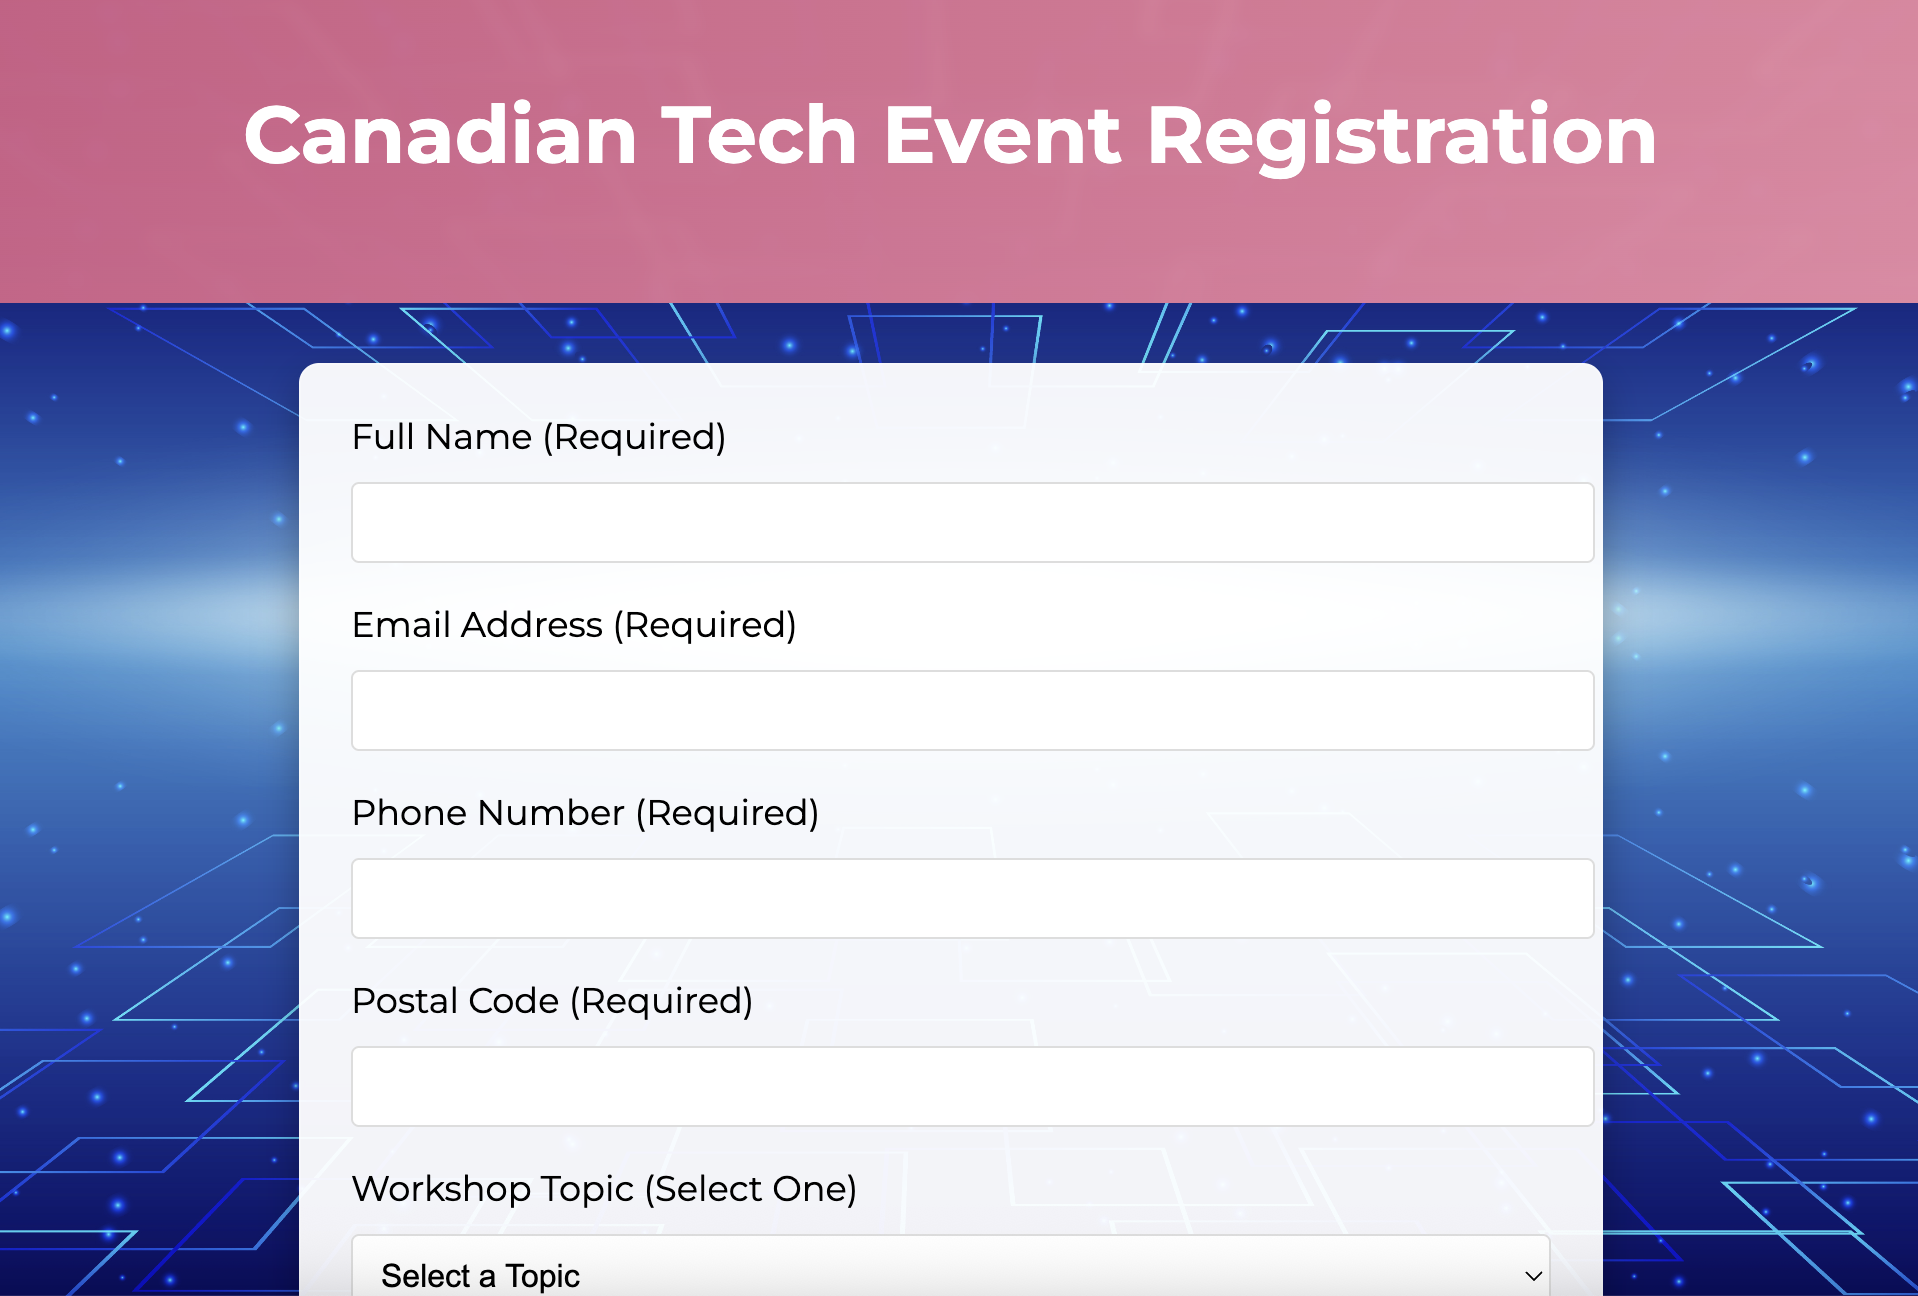 Canadian Tech Event Registration
Full Name (Required)
Email Address (Required)
Phone Number (Required)
Postal Code (Required)
Workshop Topic (Select One)
Select a Topic